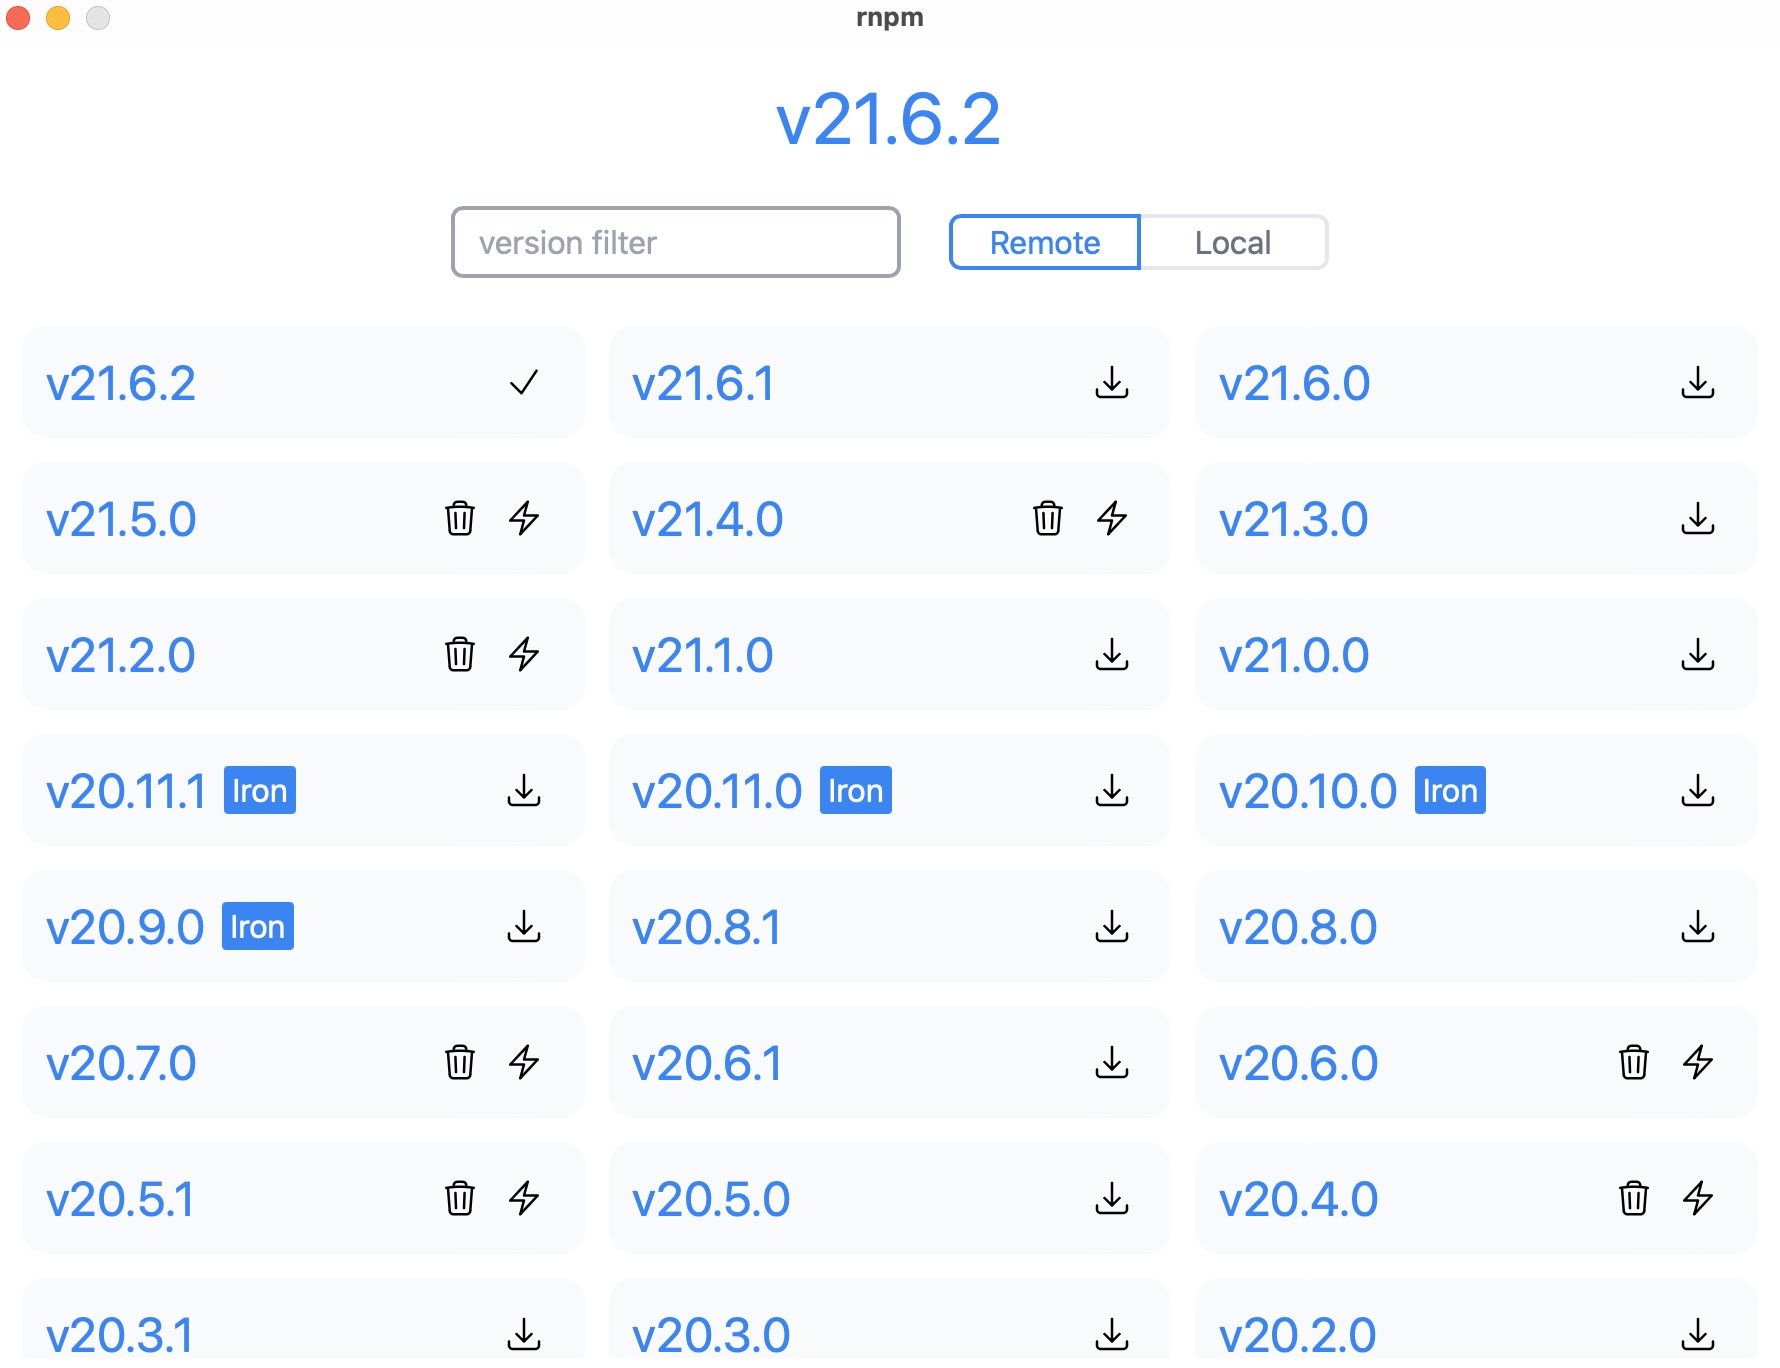 rnpm
v21.6.2
version filter Remote Local
v21.6.2 v21.6.1 v21.6.0
v21.5.0 v21.4.0 v21.3.0
v21.2.0 v21.1.0 v21.0.0
v20.11.1 Iron v20.11.0 Iron v20.10.0 Iron
v20.9.0 Iron v20.8.1 v20.8.0
v20.7.0 v20.6.1 v20.6.0
v20.5.1 v20.5.0 v20.4.0
v20.3.1 v20.3.0 v20.2.0